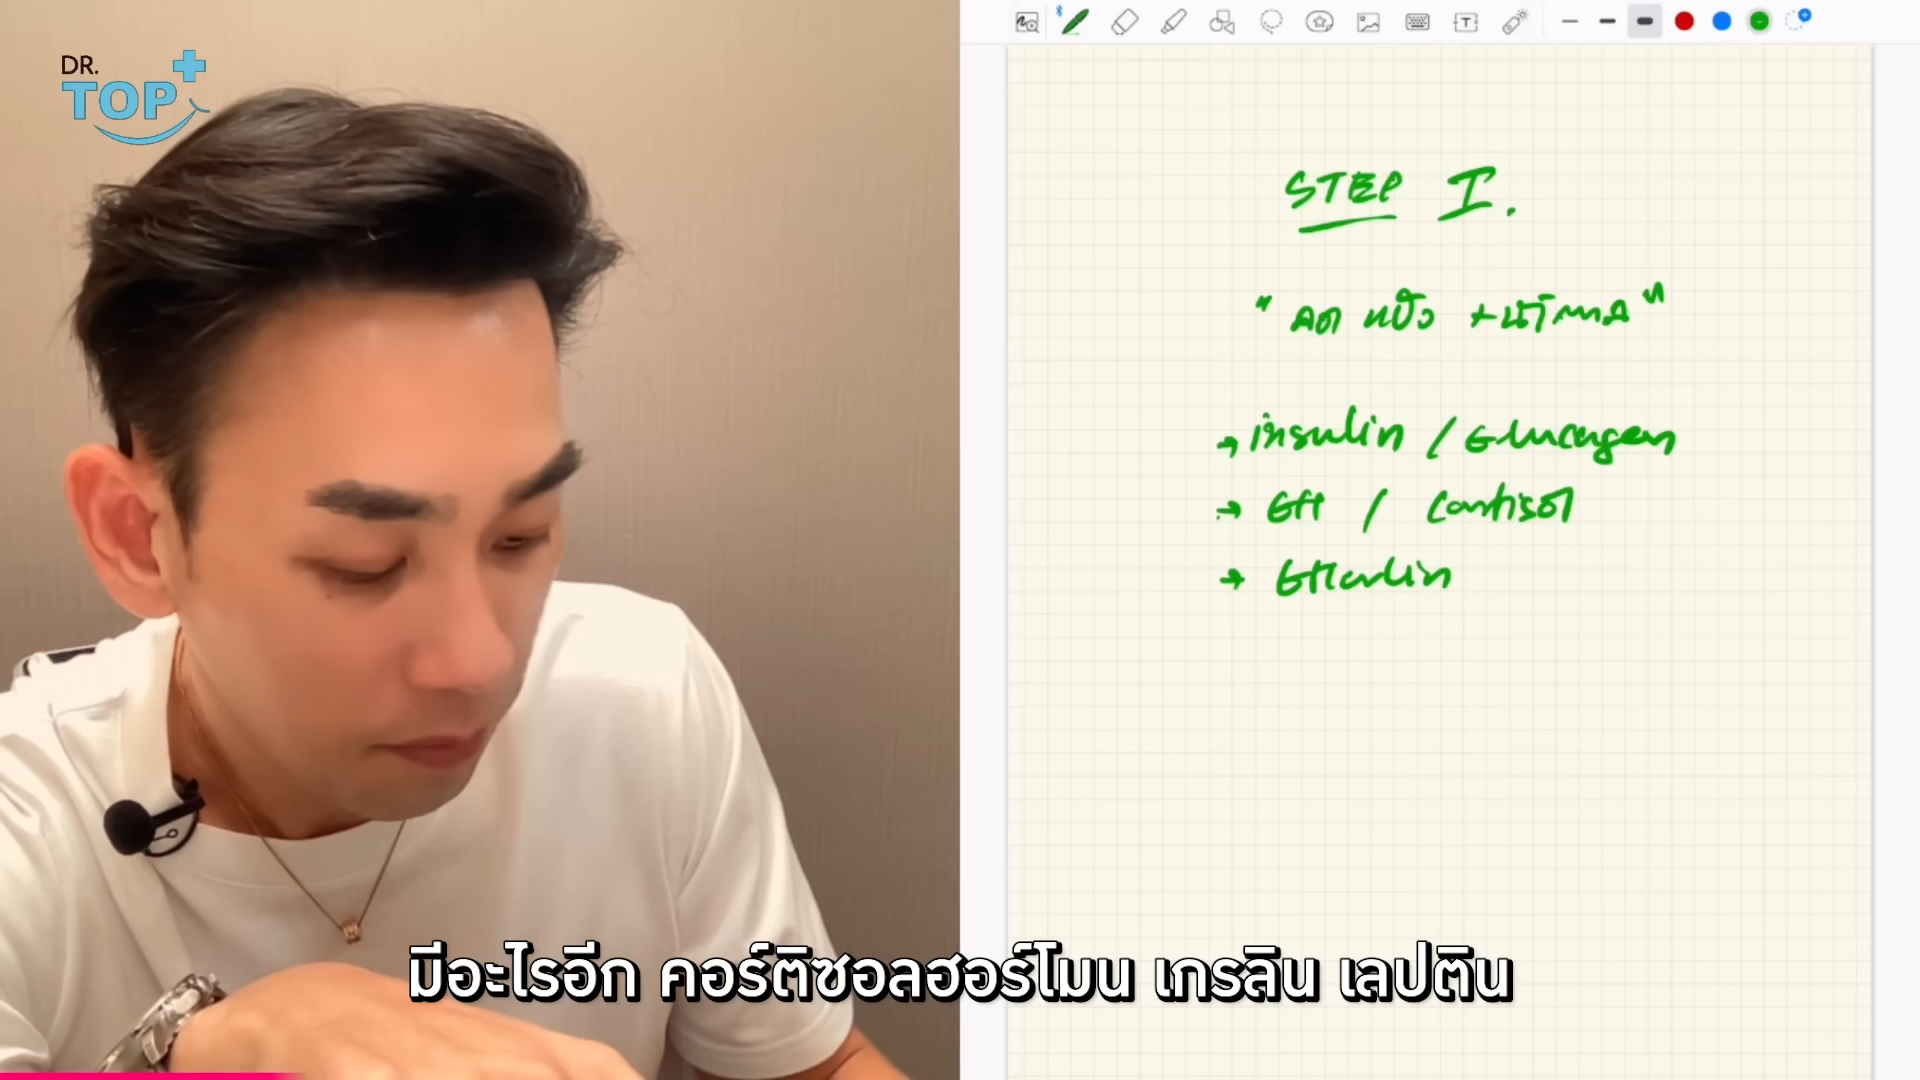 DR.
TOP
STEP I.
"ลด แป้ง + น้ำตาล"
→ insulin / Glucagon
→ GH / Cortisol
→ GHrelin
มีอะไรอีก คอร์ติซอลฮอร์โมน เกรลิน เลปติน